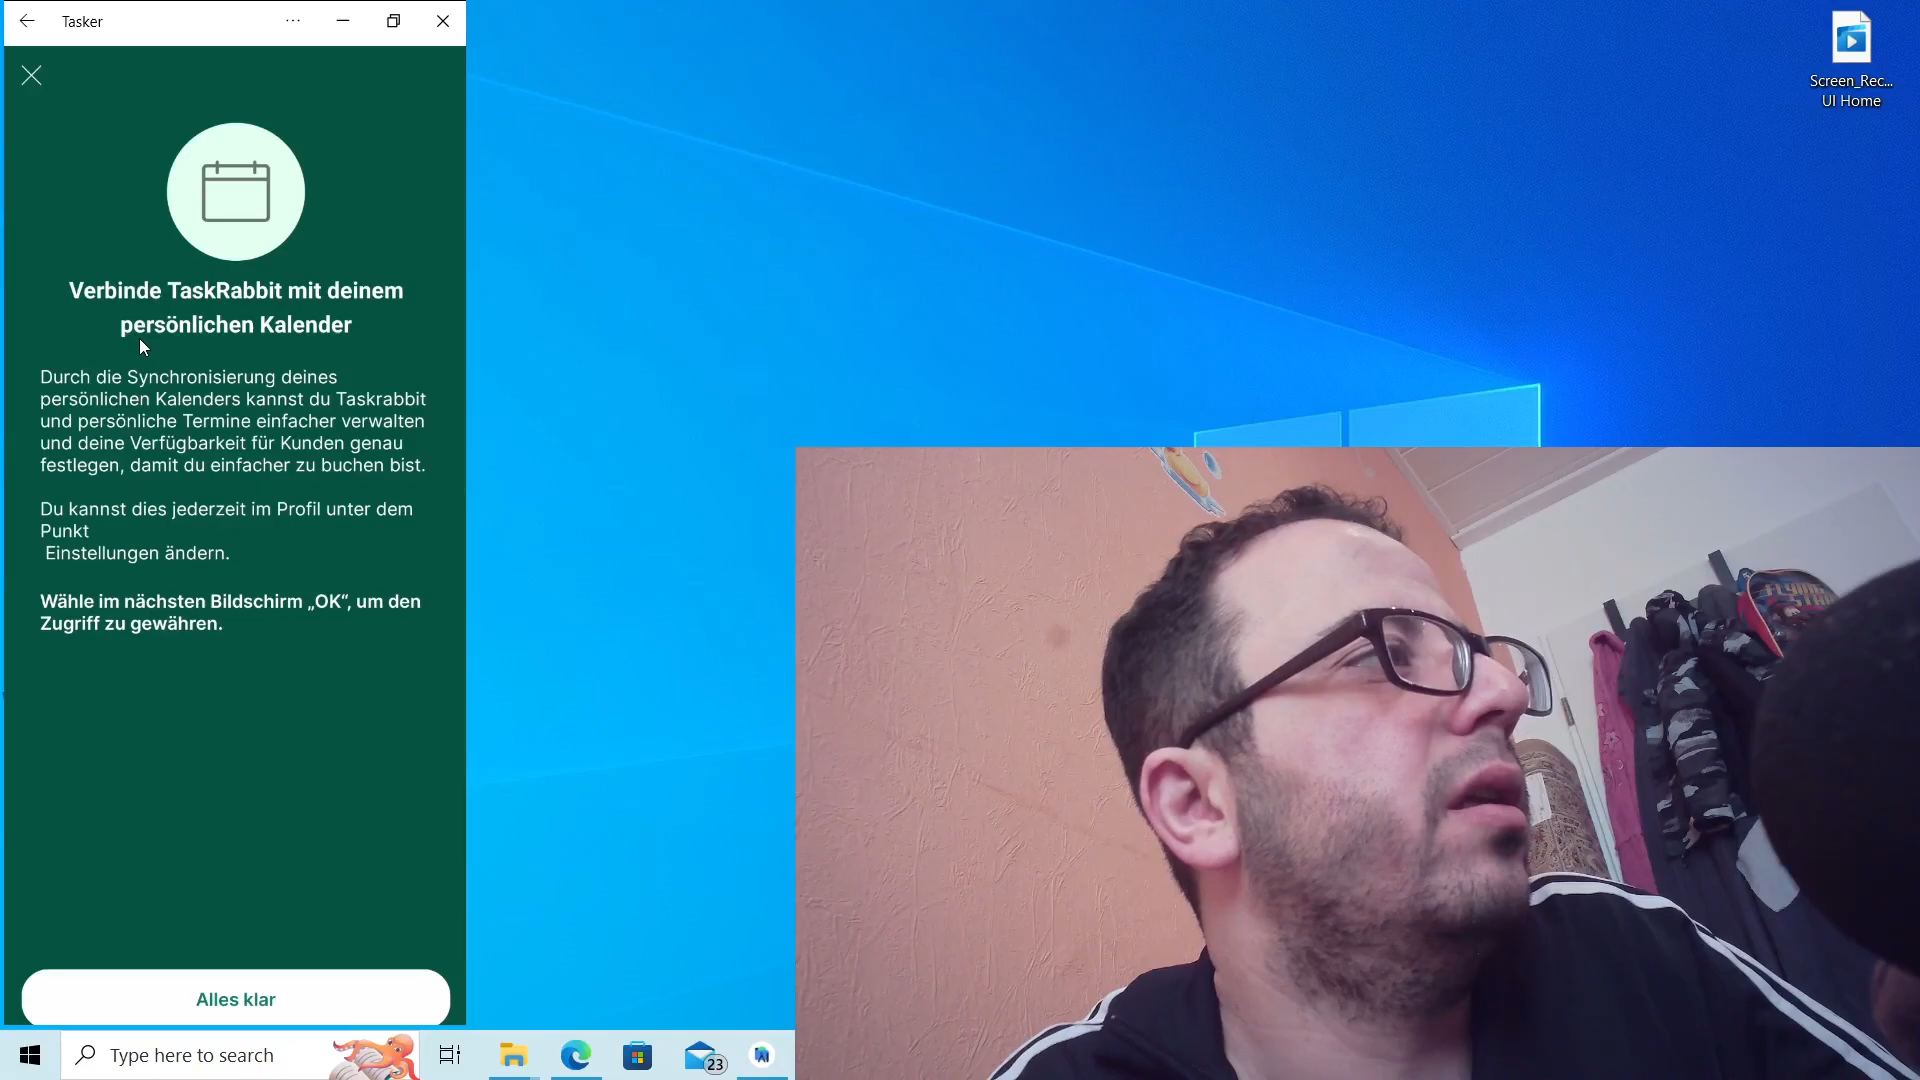 Tasker
Screen_Rec...
UI Home
Verbinde TaskRabbit mit deinem
persönlichen Kalender
Durch die Synchronisierung deines
persönlichen Kalenders kannst du Taskrabbit
und persönliche Termine einfacher verwalten
und deine Verfügbarkeit für Kunden genau
festlegen, damit du einfacher zu buchen bist.
Du kannst dies jederzeit im Profil unter dem
Punkt
Einstellungen ändern.
Wähle im nächsten Bildschirm „OK“, um den
Zugriff zu gewähren.
Alles klar
Type here to search
23